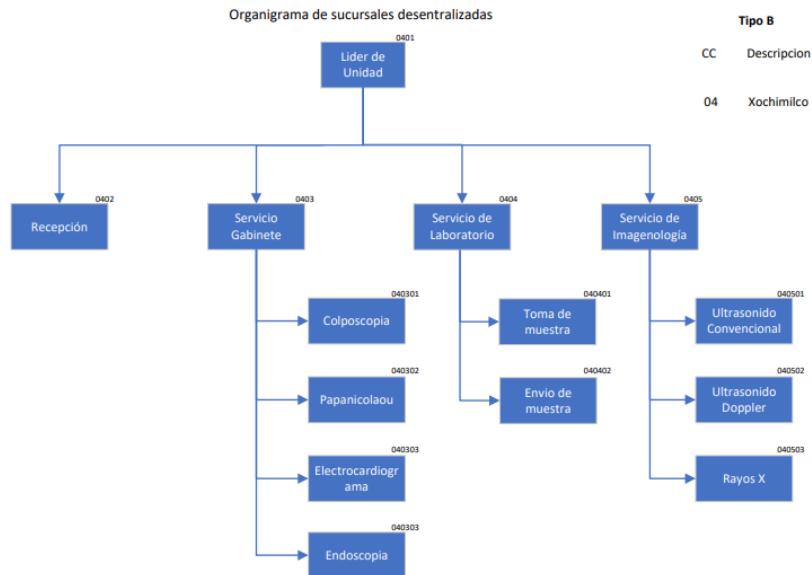 Organigrama de sucursales desentralizadas
Tipo B
CC Descripcion
04 Xochimilco
0401
Lider de
Unidad
0402
Recepción
0403
Servicio
Gabinete
0404
Servicio de
Laboratorio
0405
Servicio de
Imagenología
040301
Colposcopia
040302
Papanicolaou
040303
Electrocardiogr
ama
040303
Endoscopia
040401
Toma de
muestra
040402
Envio de
muestra
040501
Ultrasonido
Convencional
040502
Ultrasonido
Doppler
040503
Rayos X